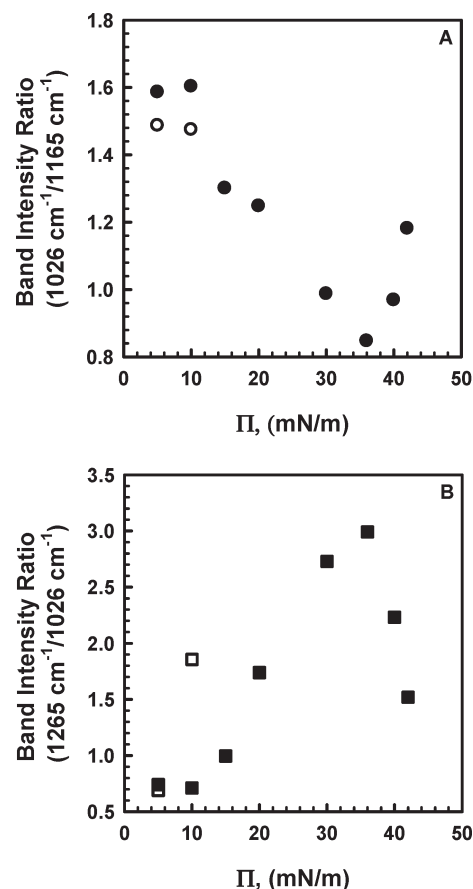 A
Band Intensity Ratio
(1026 cm⁻¹/1165 cm⁻¹)
1.8
1.6
1.4
1.2
1.0
0.8
0 10 20 30 40 50
Π, (mN/m)
B
Band Intensity Ratio
(1265 cm⁻¹/1026 cm⁻¹)
3.5
3.0
2.5
2.0
1.5
1.0
0.5
0 10 20 30 40 50
Π, (mN/m)